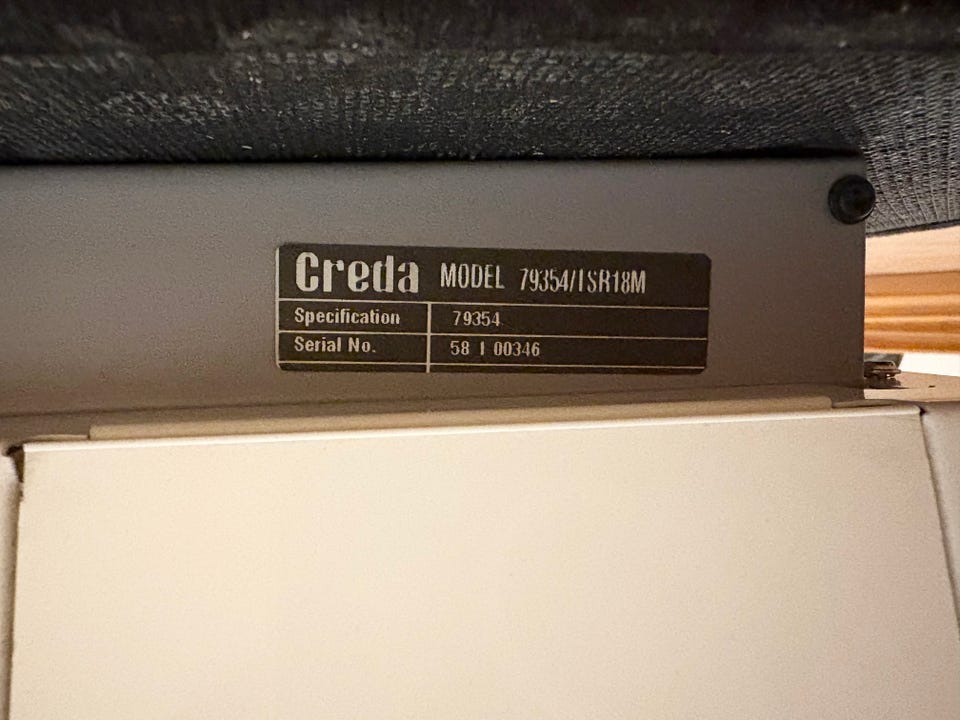 Creda MODEL 79354/1SR18M
Specification 79354
Serial No. 58 1 00346